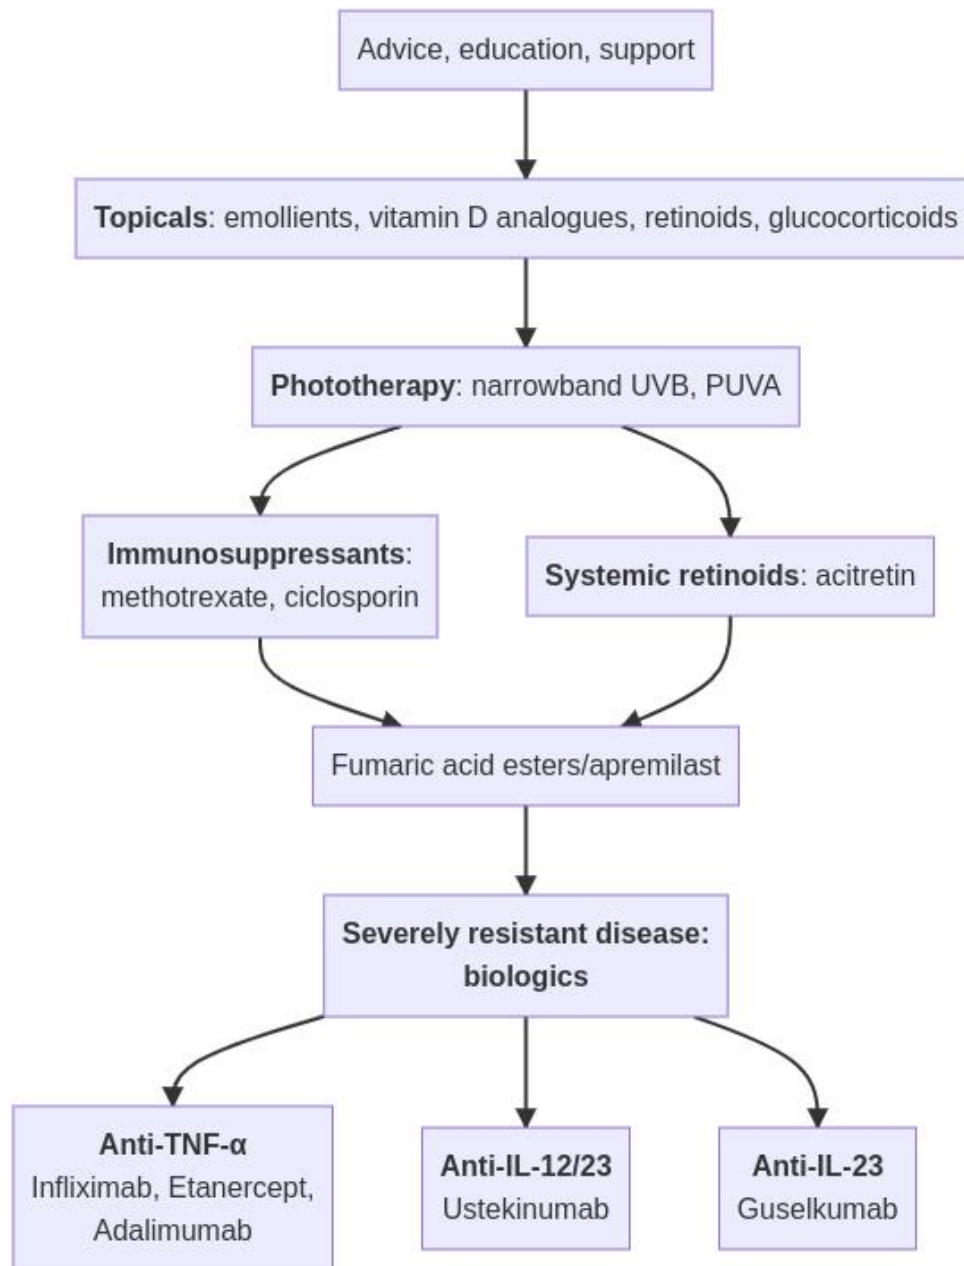 Advice, education, support
Topicals: emollients, vitamin D analogues, retinoids, glucocorticoids
Phototherapy: narrowband UVB, PUVA
Immunosuppressants:
methotrexate, ciclosporin
Systemic retinoids: acitretin
Fumaric acid esters/apremilast
Severely resistant disease:
biologics
Anti-TNF-α
Infliximab, Etanercept,
Adalimumab
Anti-IL-12/23
Ustekinumab
Anti-IL-23
Guselkumab